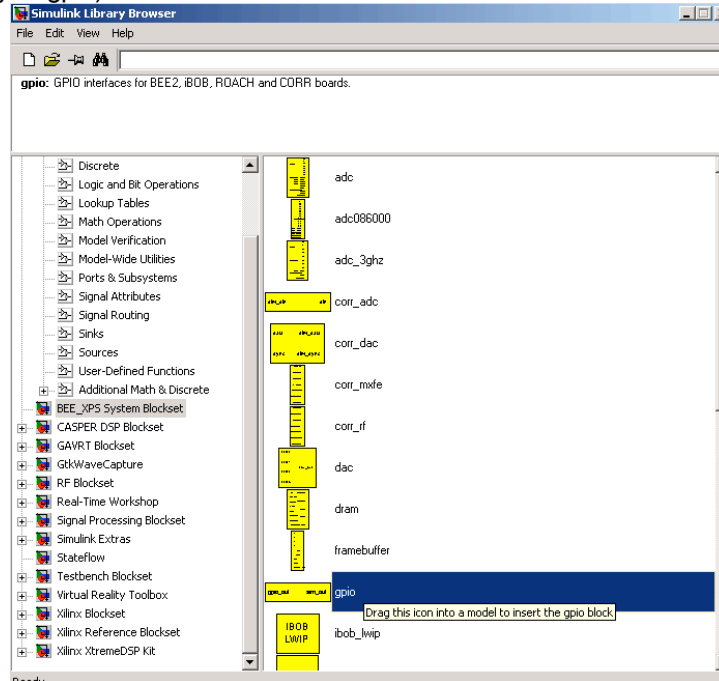 Simulink Library Browser
File Edit View Help
gpio: GPIO interfaces for BEE2, iBOB, ROACH and CORR boards.
Discrete
Logic and Bit Operations
Lookup Tables
Math Operations
Model Verification
Model-Wide Utilities
Ports & Subsystems
Signal Attributes
Signal Routing
Sinks
Sources
User-Defined Functions
Additional Math & Discrete
BEE_XPS System Blockset
CASPER DSP Blockset
GAVRT Blockset
GtkWaveCapture
RF Blockset
Real-Time Workshop
Signal Processing Blockset
Simulink Extras
Stateflow
Testbench Blockset
Virtual Reality Toolbox
Xilinx Blockset
Xilinx Reference Blockset
Xilinx XtremeDSP Kit
adc
adc086000
adc_3ghz
corr_adc
corr_dac
corr_mxfe
corr_rf
dac
dram
framebuffer
gpio_out sim_out gpio
Drag this icon into a model to insert the gpio block
IBOB
LWIP
ibob_lwip